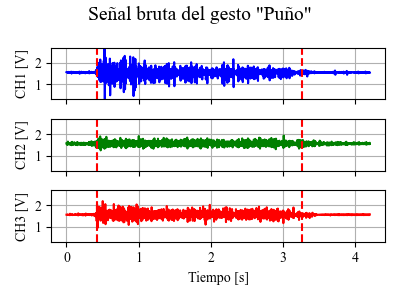 Señal bruta del gesto "Puño"
CH1 [V]
2
1
CH2 [V]
2
1
CH3 [V]
2
1
0 1 2 3 4
Tiempo [s]